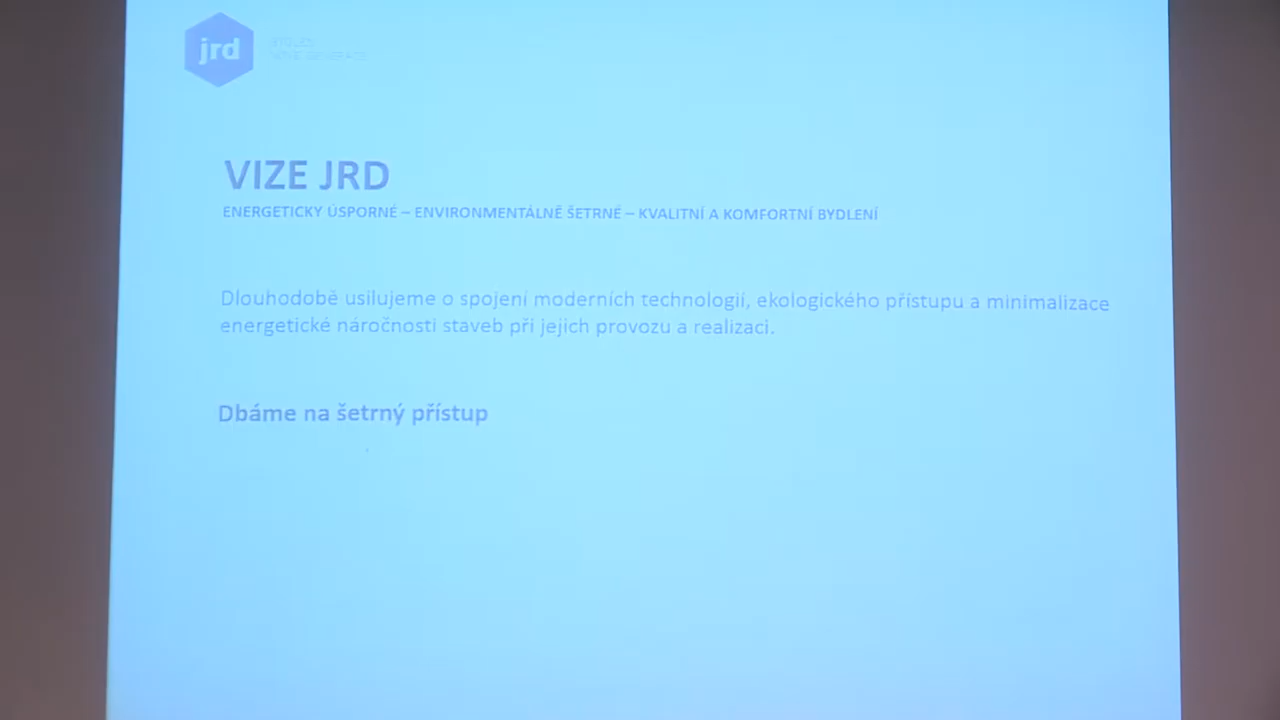 jrd
VIZE JRD
ENERGETICKY ÚSPORNÉ – ENVIRONMENTÁLNĚ ŠETRNÉ – KVALITNÍ A KOMFORTNÍ BYDLENÍ
Dlouhodobě usilujeme o spojení moderních technologií, ekologického přístupu a minimalizace
energetické náročnosti staveb při jejich provozu a realizaci.
Dbáme na šetrný přístup